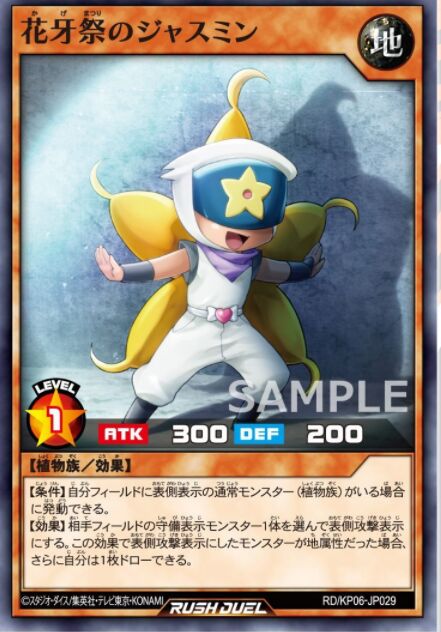 花牙祭のジャスミン
地
SAMPLE
LEVEL
1
ATK 300 DEF 200
【植物族／効果】
【条件】自分フィールドに表側表示の通常モンスター（植物族）がいる場合
に発動できる。
【効果】相手フィールドの守備表示モンスター1体を選んで表側攻撃表示
にする。この効果で表側攻撃表示にしたモンスターが地属性だった場合、
さらに自分は1枚ドローできる。
©スタジオ・ダイス/集英社・テレビ東京・KONAMI
RUSH DUEL
RD/KP06-JP029